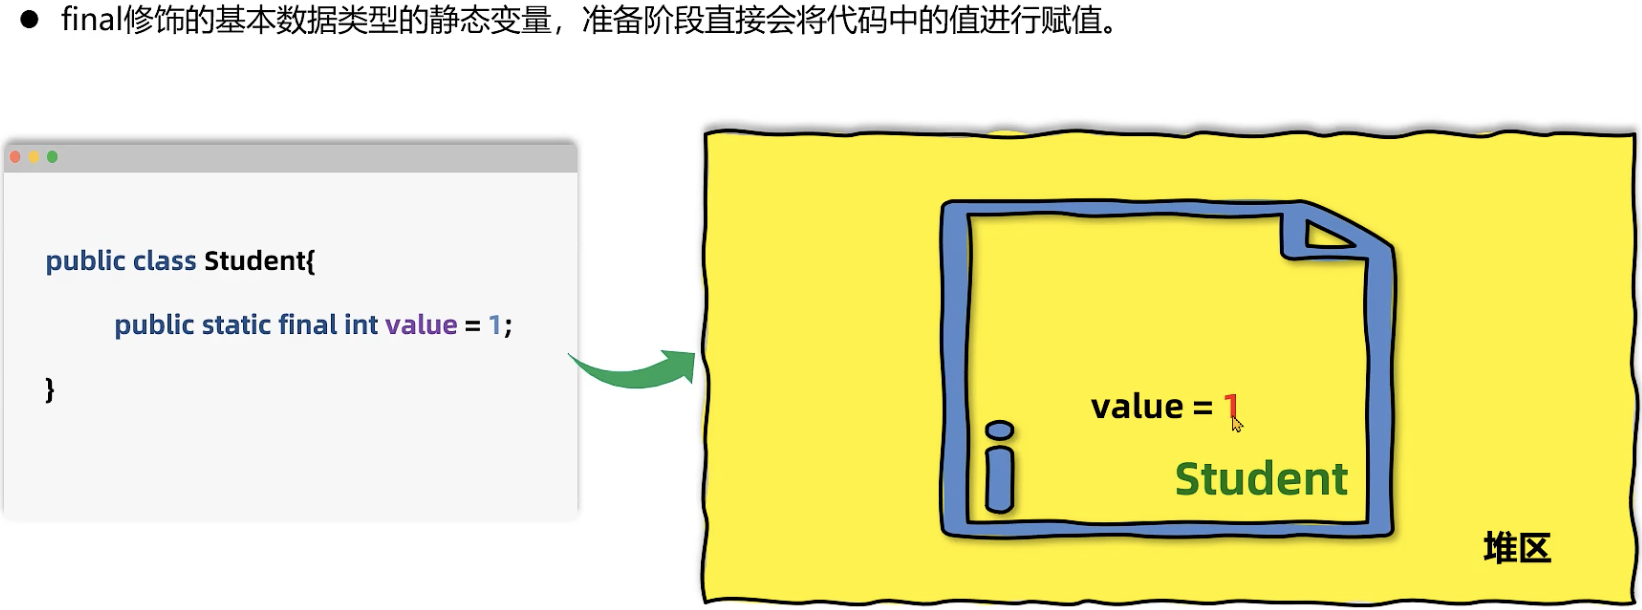 ● final修饰的基本数据类型的静态变量，准备阶段直接会将代码中的值进行赋值。
public class Student{
public static final int value = 1;
}
value = 1
Student
堆区